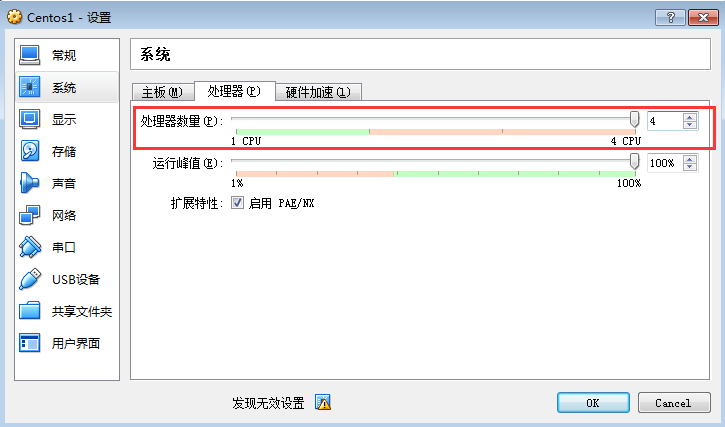 Centos1 - 设置
常规
系统
显示
存储
声音
网络
串口
USB设备
共享文件夹
用户界面
系统
主板(M) 处理器(P) 硬件加速(L)
处理器数量(P): 4
1 CPU 4 CPU
运行峰值(E): 100%
1% 100%
扩展特性: 启用 PAE/NX
发现无效设置 OK Cancel